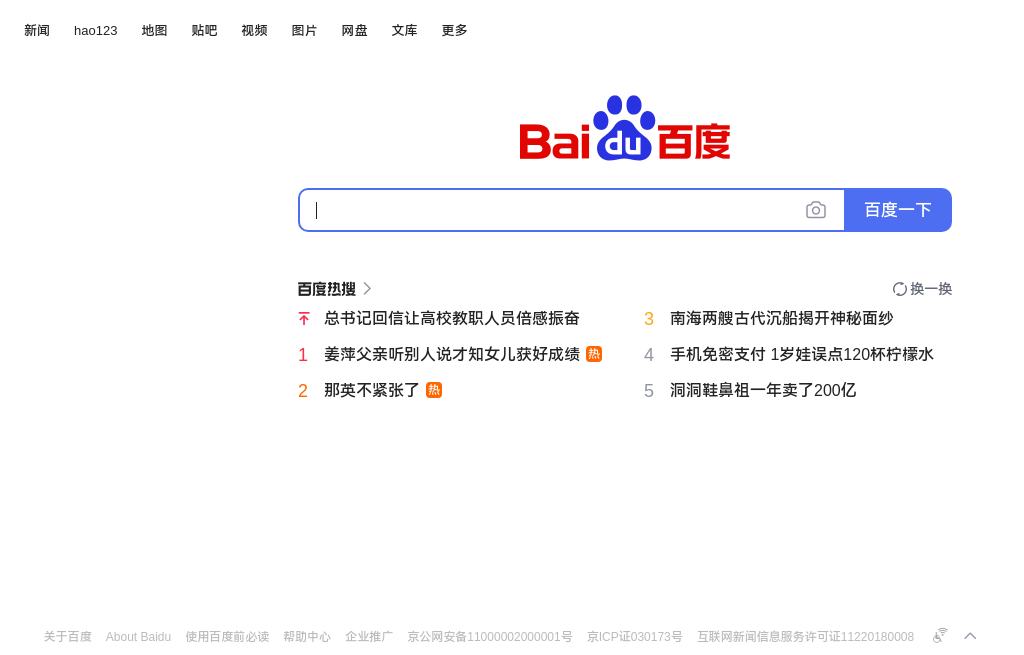 新闻 hao123 地图 贴吧 视频 图片 网盘 文库 更多
Bai du 百度
百度一下
百度热搜 换一换
总书记回信让高校教职人员倍感振奋
1 姜萍父亲听别人说才知女儿获好成绩 热
2 那英不紧张了 热
3 南海两艘古代沉船揭开神秘面纱
4 手机免密支付 1岁娃误点120杯柠檬水
5 洞洞鞋鼻祖一年卖了200亿
关于百度 About Baidu 使用百度前必读 帮助中心 企业推广 京公网安备11000002000001号 京ICP证030173号 互联网新闻信息服务许可证11220180008